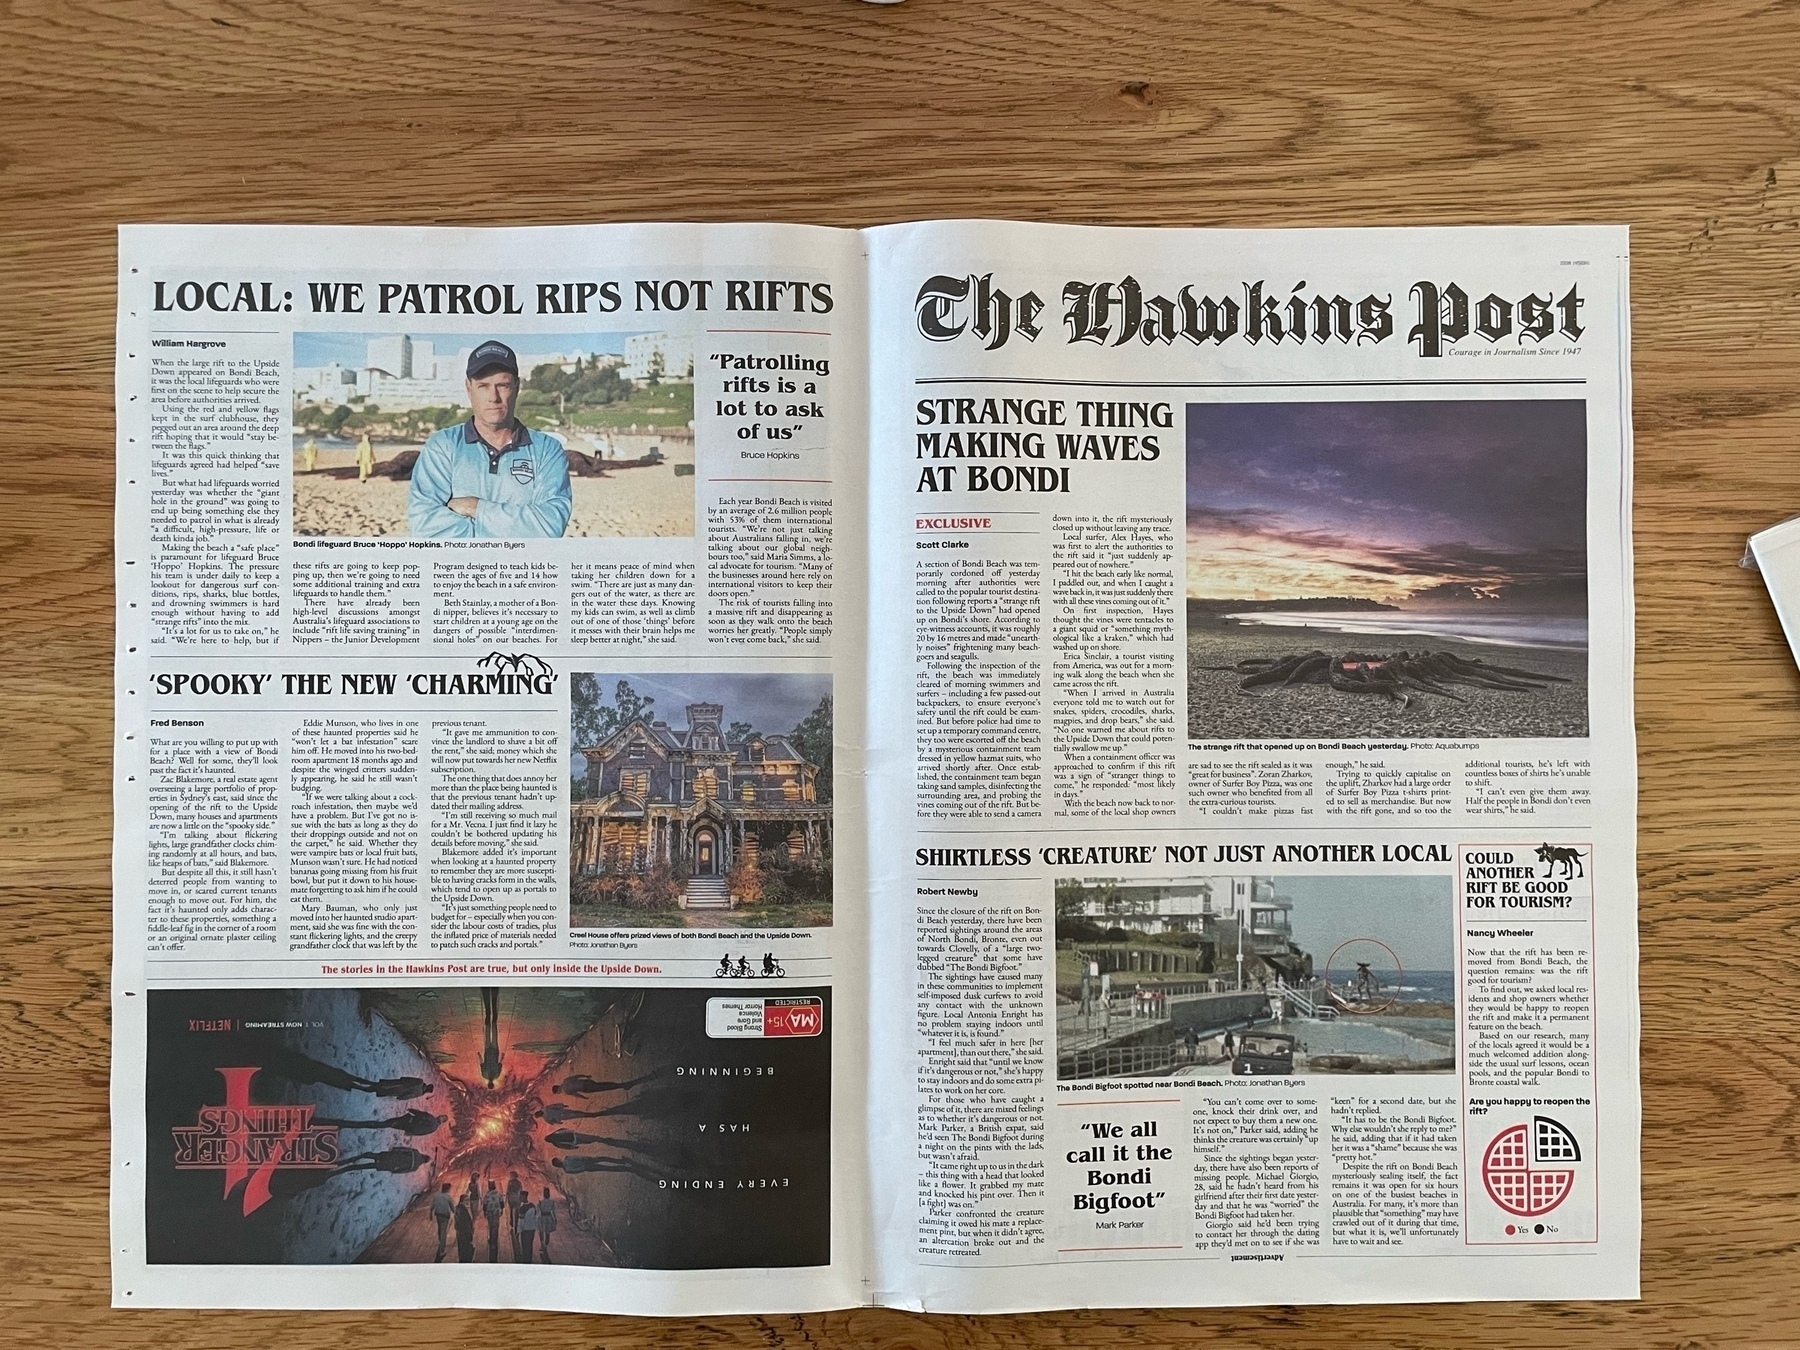 LOCAL: WE PATROL RIPS NOT RIFTS
William Hargrove
When the large rift to the Upside
Down appeared on Bondi Beach,
it was the local lifeguards who were
first on the scene to help secure the
area before authorities arrived.
Using the red and yellow flags
kept in the surf clubhouse, they
pegged out an area around the deep
rift hoping that it would “stay be-
tween the flags.”
It was this quick thinking that
lifeguards agreed had helped “save
lives.”
But what had lifeguards worried
yesterday was whether the “giant
hole in the ground” was going to
end up being something else they
needed to patrol in what is already
“a difficult, high-pressure, life or
death kinda job.”
Making the beach a “safe place”
is paramount for lifeguard Bruce
‘Hoppo’ Hopkins. The pressure
his team is under daily to keep a
lookout for dangerous surf con-
ditions, rips, sharks, blue bottles,
and drowning swimmers is hard
enough without having to add
“strange rifts” into the mix.
“It’s a lot for us to take on,” he
said. “We’re here to help, but if
Bondi lifeguard Bruce ‘Hoppo’ Hopkins. Photo: Jonathan Byers
these rifts are going to keep pop-
ping up, then we’re going to need
some additional training and extra
lifeguards to handle them.”
There have already been
high-level discussions amongst
Australia’s lifeguard associations to
include “rift life saving training” in
Nippers – the Junior Development
Program designed to teach kids be-
tween the ages of five and 14 how
to enjoy the beach in a safe environ-
ment.
Beth Stainlay, a mother of a Bon-
di nipper, believes it’s necessary to
start children at a young age on the
dangers of possible “interdimen-
sional holes” on our beaches. For
her it means peace of mind when
taking her children down for a
swim. “There are just as many dan-
gers out of the water, as there are
in the water these days. Knowing
my kids can swim, as well as climb
out of one of those ‘things’ before
it messes with their brain helps me
sleep better at night,” she said.
“Patrolling
rifts is a
lot to ask
of us”
Bruce Hopkins
Each year Bondi Beach is visited
by an average of 2.6 million people
with 53% of them international
tourists. “We’re not just talking
about Australians falling in, we’re
talking about our global neigh-
bours too,” said Maria Simms, a lo-
cal advocate for tourism. “Many of
the businesses around here rely on
international visitors to keep their
doors open.”
The risk of tourists falling into
a massive rift and disappearing as
soon as they walk onto the beach
worries her greatly. “People simply
won’t ever come back,” she said.
‘SPOOKY’ THE NEW ‘CHARMING’
Fred Benson
What are you willing to put up with
for a place with a view of Bondi
Beach? Well for some, they’ll look
past the fact it’s haunted.
Zac Blakemore, a real estate agent
overseeing a large portfolio of prop-
erties in Sydney’s east, said since the
opening of the rift to the Upside
Down, many houses and apartments
are now a little on the “spooky side.”
“I’m talking about flickering
lights, large grandfather clocks chim-
ing randomly at all hours, and bats,
like heaps of bats,” said Blakemore.
But despite all this, it still hasn’t
deterred people from wanting to
move in, or scared current tenants
enough to move out. For him, the
fact it’s haunted only adds charac-
ter to these properties, something a
fiddle-leaf fig in the corner of a room
or an original ornate plaster ceiling
can’t offer.
Eddie Munson, who lives in one
of these haunted properties said he
“won’t let a bat infestation” scare
him off. He moved into his two-bed-
room apartment 18 months ago and
despite the winged critters sudden-
ly appearing, he said he still wasn’t
budging.
“If we were talking about a cock-
roach infestation, then maybe we’d
have a problem. But I’ve got no is-
sue with the bats as long as they do
their droppings outside and not on
the carpet,” he said. Whether they
were vampire bats or local fruit bats,
Munson wasn’t sure. He had noticed
bananas going missing from his fruit
bowl, but put it down to his house-
mate forgetting to ask him if he could
eat them.
Mary Bauman, who only just
moved into her haunted studio apart-
ment, said she was fine with the con-
stant flickering lights, and the creepy
grandfather clock that was left by the
previous tenant.
“It gave me ammunition to con-
vince the landlord to shave a bit off
the rent,” she said; money which she
will now put towards her new Netflix
subscription.
The one thing that does annoy her
more than the place being haunted is
that the previous tenant hadn’t up-
dated their mailing address.
“I’m still receiving so much mail
for a Mr. Vecna. I just find it lazy he
couldn’t be bothered updating his
details before moving,” she said.
Blakemore added it’s important
when looking at a haunted property
to remember they are more suscepti-
ble to having cracks form in the walls,
which tend to open up as portals to
the Upside Down.
“It’s just something people need to
budget for – especially when you con-
sider the labour costs of tradies, plus
the inflated price of materials needed
to patch such cracks and portals.”
Creel House offers prized views of both Bondi Beach and the Upside Down.
Photo: Jonathan Byers
The stories in the Hawkins Post are true, but only inside the Upside Down.
EVERY ENDING
HAS A
BEGINNING
STRANGER
THINGS
4
MA 15+
RESTRICTED
Strong Blood
and Gore
Violence
Horror Themes
VOL 1 NOW STREAMING | NETFLIX
The Hawkins Post
Courage in Journalism Since 1947
STRANGE THING
MAKING WAVES
AT BONDI
EXCLUSIVE
Scott Clarke
A section of Bondi Beach was tem-
porarily cordoned off yesterday
morning after authorities were
called to the popular tourist destina-
tion following reports a “strange rift
to the Upside Down” had opened
up on Bondi’s shore. According to
eye-witness accounts, it was roughly
20 by 16 metres and made “unearth-
ly noises” frightening many beach-
goers and seagulls.
Following the inspection of the
rift, the beach was immediately
cleared of morning swimmers and
surfers – including a few passed-out
backpackers, to ensure everyone’s
safety until the rift could be exam-
ined. But before police had time to
set up a temporary command centre,
they too were escorted off the beach
by a mysterious containment team
dressed in yellow hazmat suits, who
arrived shortly after. Once estab-
lished, the containment team began
taking sand samples, disinfecting the
surrounding area, and probing the
vines coming out of the rift. But be-
fore they were able to send a camera
down into it, the rift mysteriously
closed up without leaving any trace.
Local surfer, Alex Hayes, who
was first to alert the authorities to
the rift said it “just suddenly ap-
peared out of nowhere.”
“I hit the beach early like normal,
I paddled out, and when I caught a
wave back in, it was just suddenly there
with all these vines coming out of it.”
On first inspection, Hayes
thought the vines were tentacles to
a giant squid or “something myth-
ological like a kraken,” which had
washed up on shore.
Erica Sinclair, a tourist visiting
from America, was out for a morn-
ing walk along the beach when she
came across the rift.
“When I arrived in Australia
everyone told me to watch out for
snakes, spiders, crocodiles, sharks,
magpies, and drop bears,” she said.
“No one warned me about rifts to
the Upside Down that could poten-
tially swallow me up.”
When a containment officer was
approached to confirm if this rift
was a sign of “stranger things to
come,” he responded: “most likely
in days.”
With the beach now back to nor-
mal, some of the local shop owners
The strange rift that opened up on Bondi Beach yesterday. Photo: Aquabumps
are sad to see the rift sealed as it was
“great for business”. Zoran Zharkov,
owner of Surfer Boy Pizza, was one
such owner who benefited from all
the extra-curious tourists.
“I couldn’t make pizzas fast
enough,” he said.
Trying to quickly capitalise on
the uplift, Zharkov had a large order
of Surfer Boy Pizza t-shirts print-
ed to sell as merchandise. But now
with the rift gone, and so too the
additional tourists, he’s left with
countless boxes of shirts he’s unable
to shift.
“I can’t even give them away.
Half the people in Bondi don’t even
wear shirts,” he said.
SHIRTLESS ‘CREATURE’ NOT JUST ANOTHER LOCAL
Robert Newby
Since the closure of the rift on Bon-
di Beach yesterday, there have been
reported sightings around the areas
of North Bondi, Bronte, even out
towards Clovelly, of a “large two-
legged creature” that some have
dubbed “The Bondi Bigfoot.”
The sightings have caused many
in these communities to implement
self-imposed dusk curfews to avoid
any contact with the unknown
figure. Local Antonia Enright has
no problem staying indoors until
“whatever it is, is found.”
“I feel much safer in here [her
apartment], than out there,” she said.
Enright said that “until we know
if it’s dangerous or not,” she’s happy
to stay indoors and do some extra pi-
lates to work on her core.
For those who have caught a
glimpse of it, there are mixed feelings
as to whether it’s dangerous or not.
Mark Parker, a British expat, said
he’d seen The Bondi Bigfoot during
a night on the pints with the lads,
but wasn’t afraid.
“It came right up to us in the dark
– this thing with a head that looked
like a flower. It grabbed my mate
and knocked his pint over. Then it
[a fight] was on.”
Parker confronted the creature
claiming it owed his mate a replace-
ment pint, but when it didn’t agree,
an altercation broke out and the
creature retreated.
The Bondi Bigfoot spotted near Bondi Beach. Photo: Jonathan Byers
“We all
call it the
Bondi
Bigfoot”
Mark Parker
“You can’t come over to some-
one, knock their drink over, and
not expect to buy them a new one.
It’s not on,” Parker said, adding he
thinks the creature was certainly “up
himself.”
Since the sightings began yester-
day, there have also been reports of
missing people. Michael Giorgio,
28, said he hadn’t heard from his
girlfriend after their first date yester-
day and that he was “worried” the
Bondi Bigfoot had taken her.
Giorgio said he’d been trying
to contact her through the dating
app they’d met on to see if she was
“keen” for a second date, but she
hadn’t replied.
“It has to be the Bondi Bigfoot.
Why else wouldn’t she reply to me?”
he said, adding that if it had taken
her it was a “shame” because she was
“pretty hot.”
Despite the rift on Bondi Beach
mysteriously sealing itself, the fact
remains it was open for six hours
on one of the busiest beaches in
Australia. For many, it’s more than
plausible that “something” may have
crawled out of it during that time,
but what it is, we’ll unfortunately
have to wait and see.
COULD
ANOTHER
RIFT BE GOOD
FOR TOURISM?
Nancy Wheeler
Now that the rift has been re-
moved from Bondi Beach, the
question remains: was the rift
good for tourism?
To find out, we asked local res-
idents and shop owners whether
they would be happy to reopen
the rift and make it a permanent
feature on the beach.
Based on our research, many
of the locals agreed it would be a
much welcomed addition along-
side the usual surf lessons, ocean
pools, and the popular Bondi to
Bronte coastal walk.
Are you happy to reopen the
rift?
Yes No
Advertisement